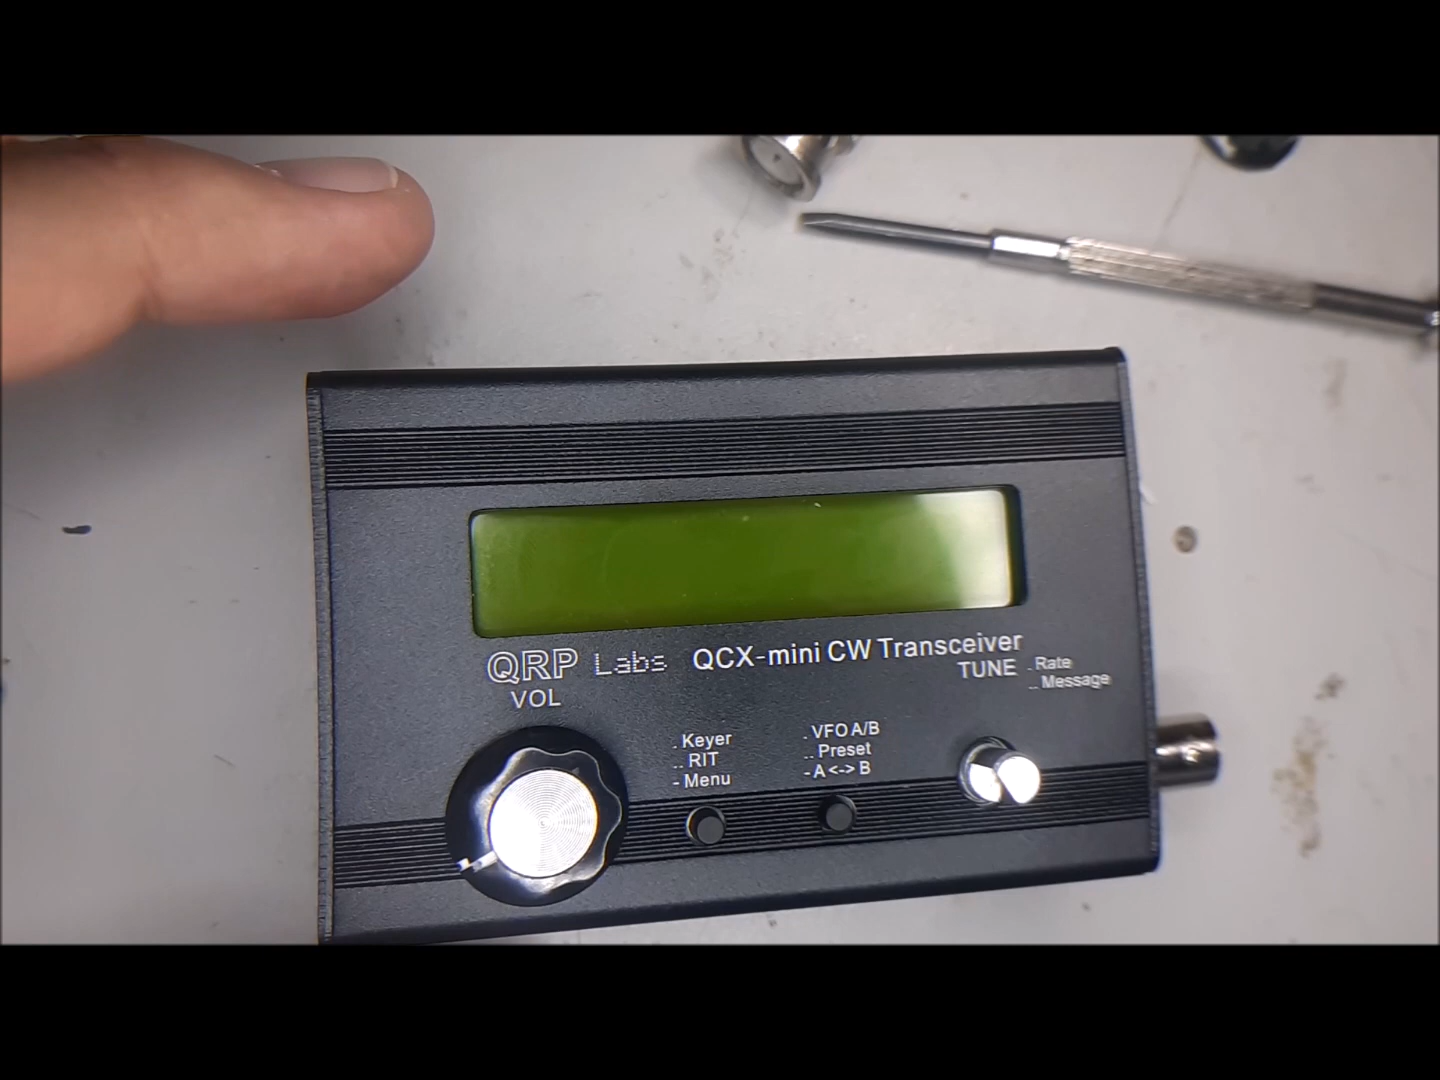 QRP Labs QCX-mini CW Transceiver
VOL
TUNE
. Rate
.. Message
. Keyer
.. RIT
- Menu
. VFO A/B
.. Preset
- A <-> B